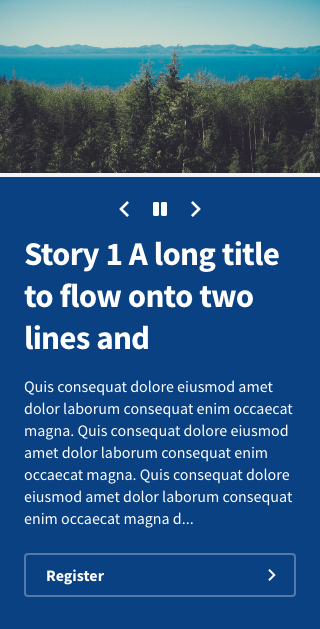 Story 1 A long title
to flow onto two
lines and
Quis consequat dolore eiusmod amet
dolor laborum consequat enim occaecat
magna. Quis consequat dolore eiusmod
amet dolor laborum consequat enim
occaecat magna. Quis consequat dolore
eiusmod amet dolor laborum consequat
enim occaecat magna d...
Register